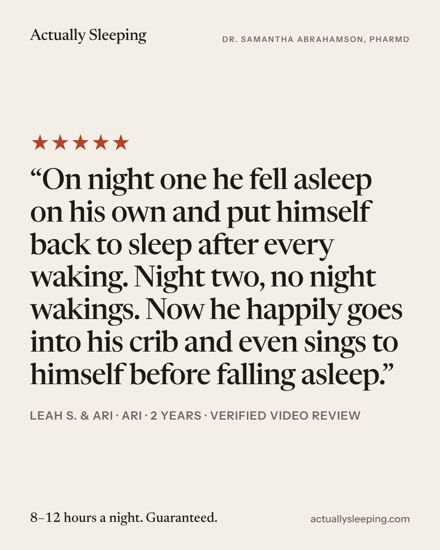 Actually Sleeping
DR. SAMANTHA ABRAHAMSON, PHARMD
★★★★★
“On night one he fell asleep
on his own and put himself
back to sleep after every
waking. Night two, no night
wakings. Now he happily goes
into his crib and even sings to
himself before falling asleep.”
LEAH S. & ARI · ARI · 2 YEARS · VERIFIED VIDEO REVIEW
8–12 hours a night. Guaranteed.
actuallysleeping.com